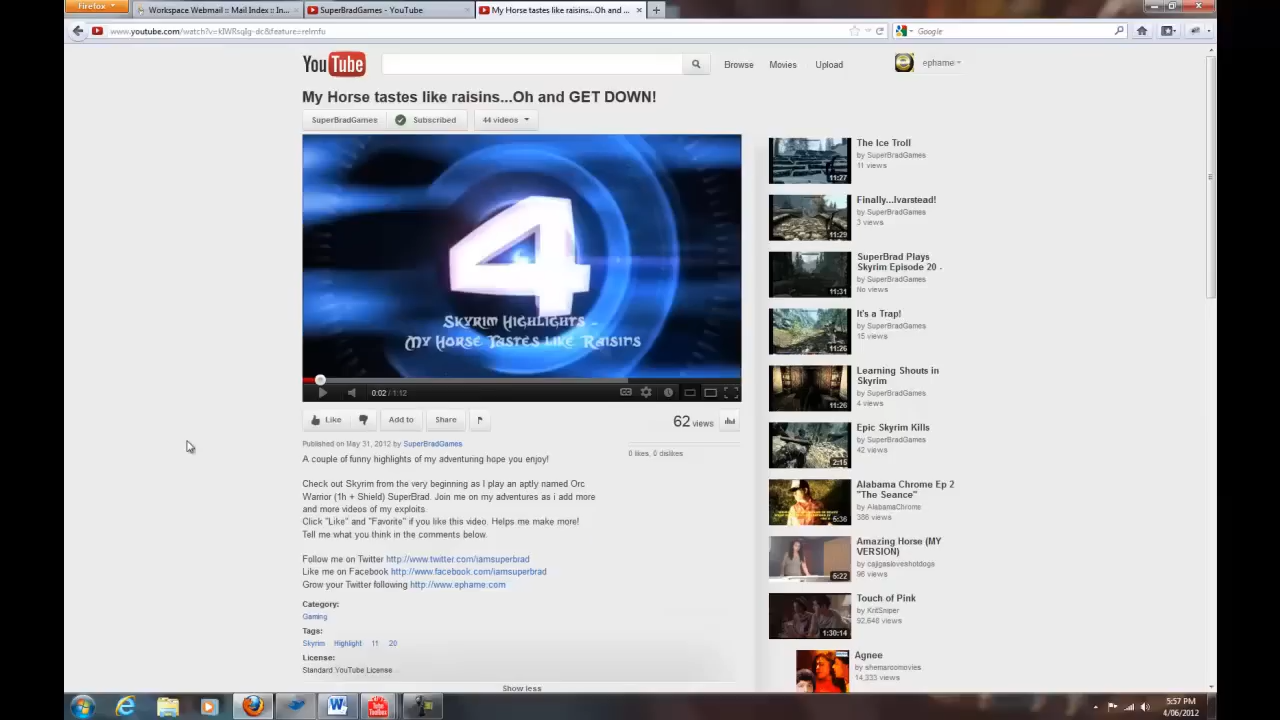 Firefox
Workspace Webmail :: Mail Index :: In...
SuperBradGames - YouTube
My Horse tastes like raisins...Oh and ...
Google
YouTube
Browse
Movies
Upload
ephame
My Horse tastes like raisins...Oh and GET DOWN!
SuperBradGames
Subscribed
44 videos
4
Skyrim Highlights -
My Horse Tastes like Raisins
0:02 / 1:12
Like
Add to
Share
62 views
Published on May 31, 2012 by SuperBradGames
0 likes, 0 dislikes
A couple of funny highlights of my adventuring hope you enjoy!
Check out Skyrim from the very beginning as I play an aptly named Orc
Warrior (1h + Shield) SuperBrad. Join me on my adventures as i add more
and more videos of my exploits.
Click "Like" and "Favorite" if you like this video. Helps me make more!
Tell me what you think in the comments below.
Follow me on Twitter http://www.twitter.com/iamsuperbrad
Like me on Facebook http://www.facebook.com/iamsuperbrad
Grow your Twitter following http://www.ephame.com
Category:
Gaming
Tags:
Skyrim Highlight 11 20
License:
Standard YouTube License
Show less
The Ice Troll
by SuperBradGames
11 views
11:27
Finally...Ivarstead!
by SuperBradGames
3 views
11:29
SuperBrad Plays
Skyrim Episode 20 -
by SuperBradGames
No views
11:31
It's a Trap!
by SuperBradGames
15 views
11:26
Learning Shouts in
Skyrim
by SuperBradGames
4 views
11:26
Epic Skyrim Kills
by SuperBradGames
42 views
2:15
Alabama Chrome Ep 2
"The Seance"
by AlabamaChrome
386 views
5:36
Amazing Horse (MY
VERSION)
by cajigasloveshotdogs
96 views
6:22
Touch of Pink
by KritSniper
92,648 views
1:30:14
Agnee
by shemaroomovies
14,333 views
5:57 PM
4/06/2012